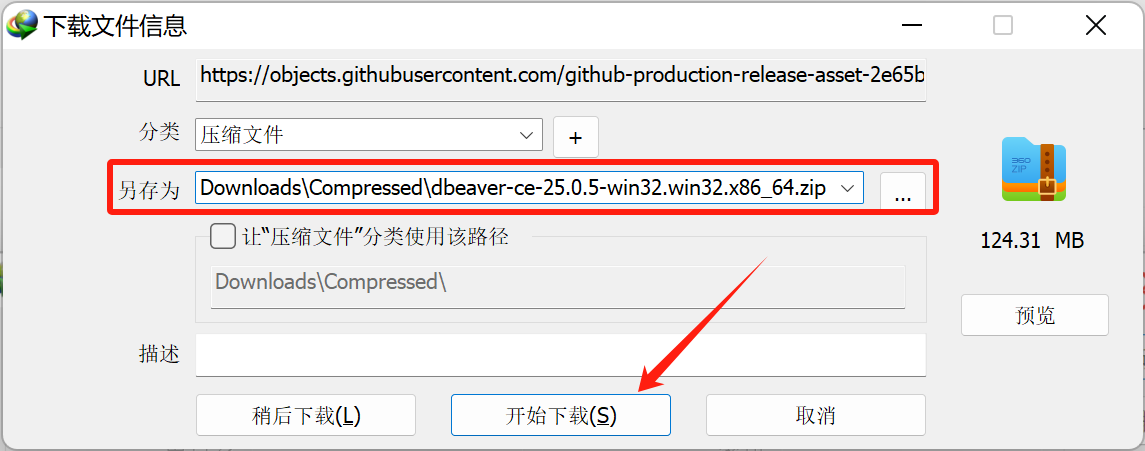 下载文件信息
URL https://objects.githubusercontent.com/github-production-release-asset-2e65b
分类 压缩文件 +
另存为 Downloads\Compressed\dbeaver-ce-25.0.5-win32.win32.x86_64.zip ...
360
ZIP
让“压缩文件”分类使用该路径
124.31 MB
Downloads\Compressed\
预览
描述
稍后下载(L) 开始下载(S) 取消